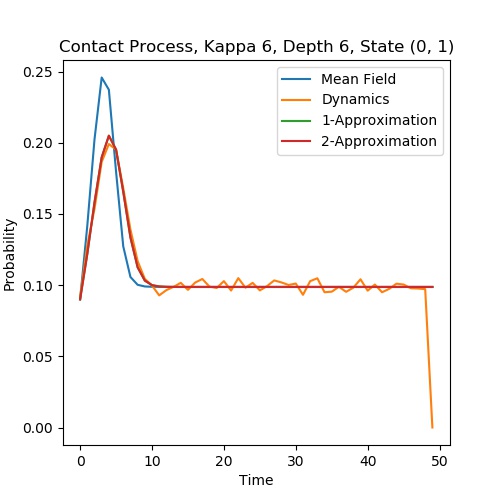 Contact Process, Kappa 6, Depth 6, State (0, 1)
Mean Field
Dynamics
1-Approximation
2-Approximation
0.25
0.20
0.15
0.10
0.05
0.00
Probability
0
10
20
30
40
50
Time